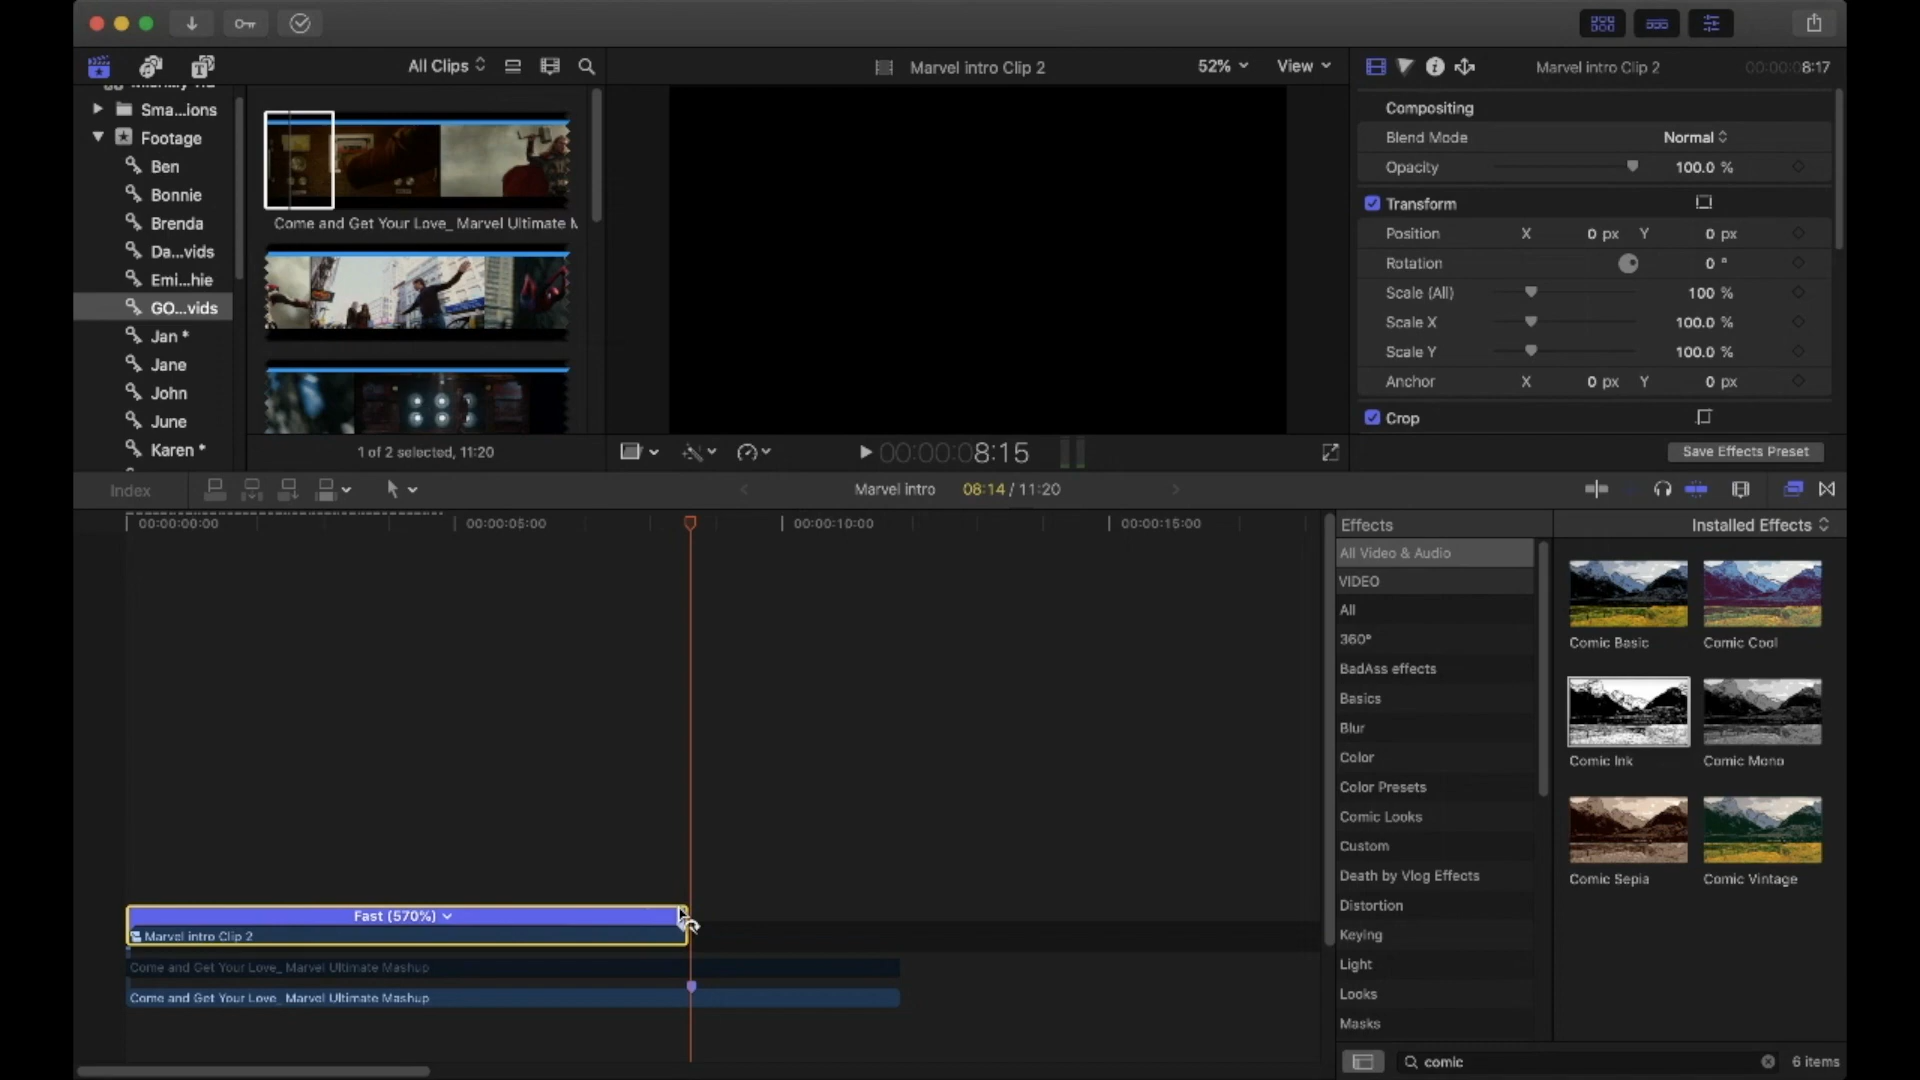 All Clips
Marvel intro Clip 2
52%
View
Marvel intro Clip 2
00:00:08:17
Sma...ions
Footage
Ben
Bonnie
Brenda
Da...vids
Emi...hie
GO...vids
Jan *
Jane
John
June
Karen *
Come and Get Your Love_ Marvel Ultimate M
1 of 2 selected, 11:20
00:00:08:15
Compositing
Blend Mode
Normal
Opacity
100.0 %
Transform
Position
X
0 px
Y
0 px
Rotation
0 °
Scale (All)
100 %
Scale X
100.0 %
Scale Y
100.0 %
Anchor
X
0 px
Y
0 px
Crop
Save Effects Preset
Index
Marvel intro
08:14 / 11:20
00:00:00:00
00:00:05:00
00:00:10:00
00:00:15:00
Fast (570%)
Marvel intro Clip 2
Come and Get Your Love_ Marvel Ultimate Mashup
Come and Get Your Love_ Marvel Ultimate Mashup
Effects
Installed Effects
All Video & Audio
VIDEO
All
360°
BadAss effects
Basics
Blur
Color
Color Presets
Comic Looks
Custom
Death by Vlog Effects
Distortion
Keying
Light
Looks
Masks
Comic Basic
Comic Cool
Comic Ink
Comic Mono
Comic Sepia
Comic Vintage
comic
6 items